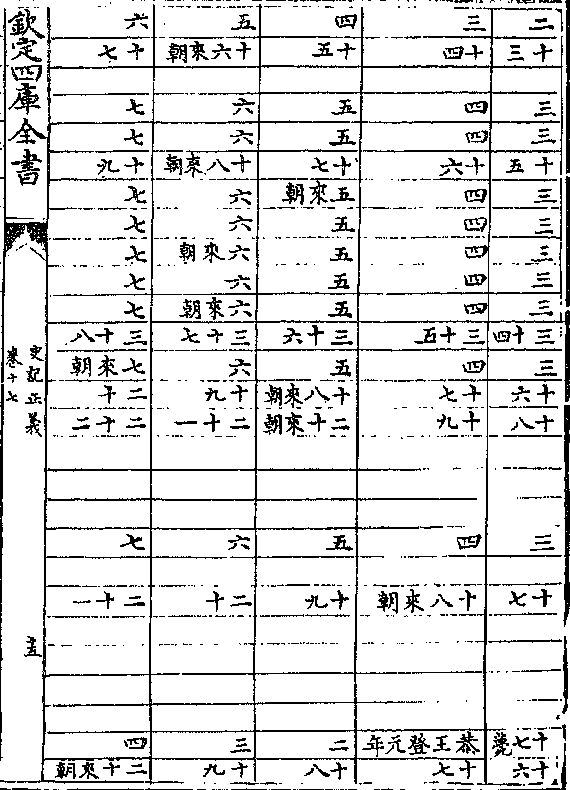 二 十三 三 三 十五 三 三 三 三 三 三十四 三 十六 十八 三 十七 十七薨 十六
三 十四 四 四 十六 四 四 四 四 四 三十五 四 十七 十九 四 十八來朝 恭王登元年 十七
四 十五 五 五 十七 五來朝 五 五 五 五 三十六 五 十八來朝 二十來朝 五 十九 二 十八
五 十六來朝 六 六 十八來朝 六 六 六來朝 六 六來朝 三十七 六 十九 二十一 六 二十 三 十九
六 十七 七 七 十九 七 七 七 七 七 三十八 七來朝 二十 二十二 七 二十一 四 二十來朝
欽定四庫全書
史記正義
卷十七
十五